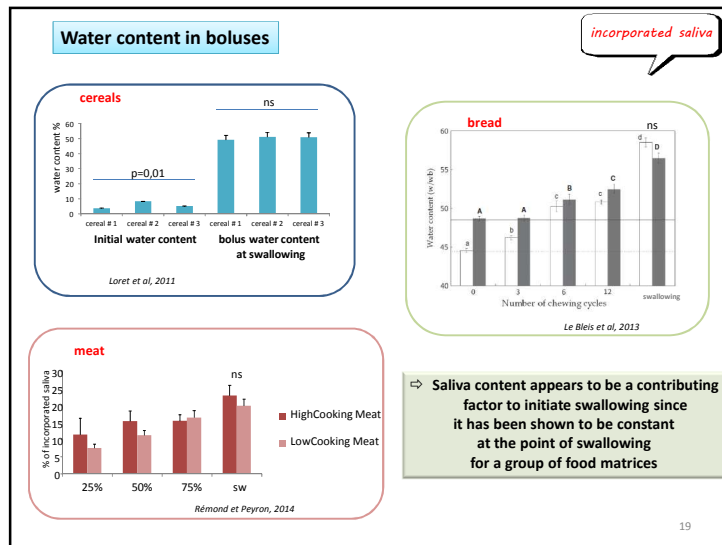 Water content in boluses
incorporated saliva
cereals
ns
p=0,01
water content %
60
50
40
30
20
10
0
cereal # 1 cereal # 2 cereal # 3 cereal # 1 cereal # 2 cereal # 3
Initial water content
bolus water content
at swallowing
Loret et al, 2011
bread
ns
Water content (w/wb)
60
55
50
45
40
a A
b A
c B
c C
d D
0 3 6 12 swallowing
Number of chewing cycles
Le Bleis et al, 2013
meat
ns
% of incorporated saliva
30
25
20
15
10
5
0
25% 50% 75% sw
HighCooking Meat
LowCooking Meat
Rémond et Peyron, 2014
⇨ Saliva content appears to be a contributing
factor to initiate swallowing since
it has been shown to be constant
at the point of swallowing
for a group of food matrices
19